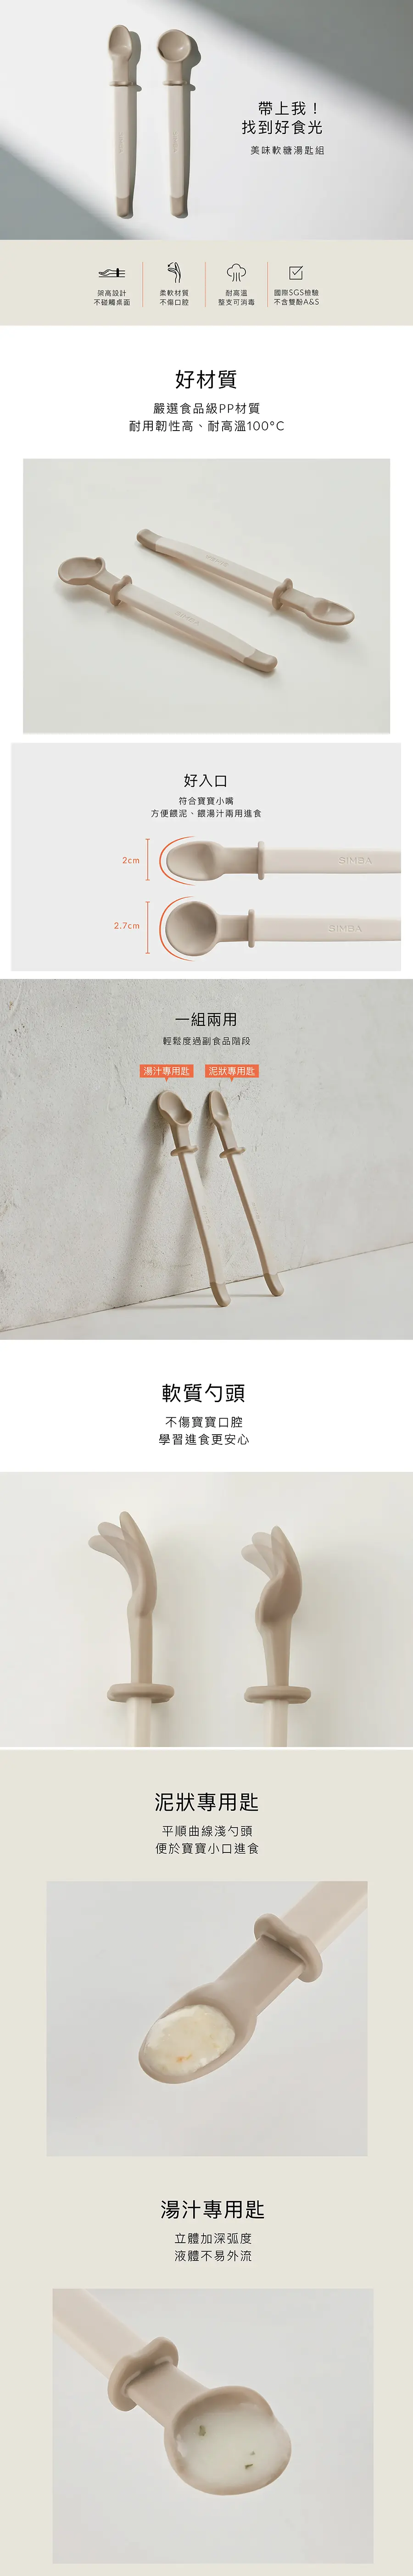 帶上我！
找到好食光
美味軟糖湯匙組
架高設計
不碰觸桌面
柔軟材質
不傷口腔
耐高溫
整支可消毒
國際SGS檢驗
不含雙酚A&S
好材質
嚴選食品級PP材質
耐用韌性高、耐高溫100°C
好入口
符合寶寶小嘴
方便餵泥、餵湯汁兩用進食
2cm
SIMBA
2.7cm
SIMBA
一組兩用
輕鬆度過副食品階段
湯汁專用匙
泥狀專用匙
軟質勺頭
不傷寶寶口腔
學習進食更安心
泥狀專用匙
平順曲線淺勺頭
便於寶寶小口進食
湯汁專用匙
立體加深弧度
液體不易外流